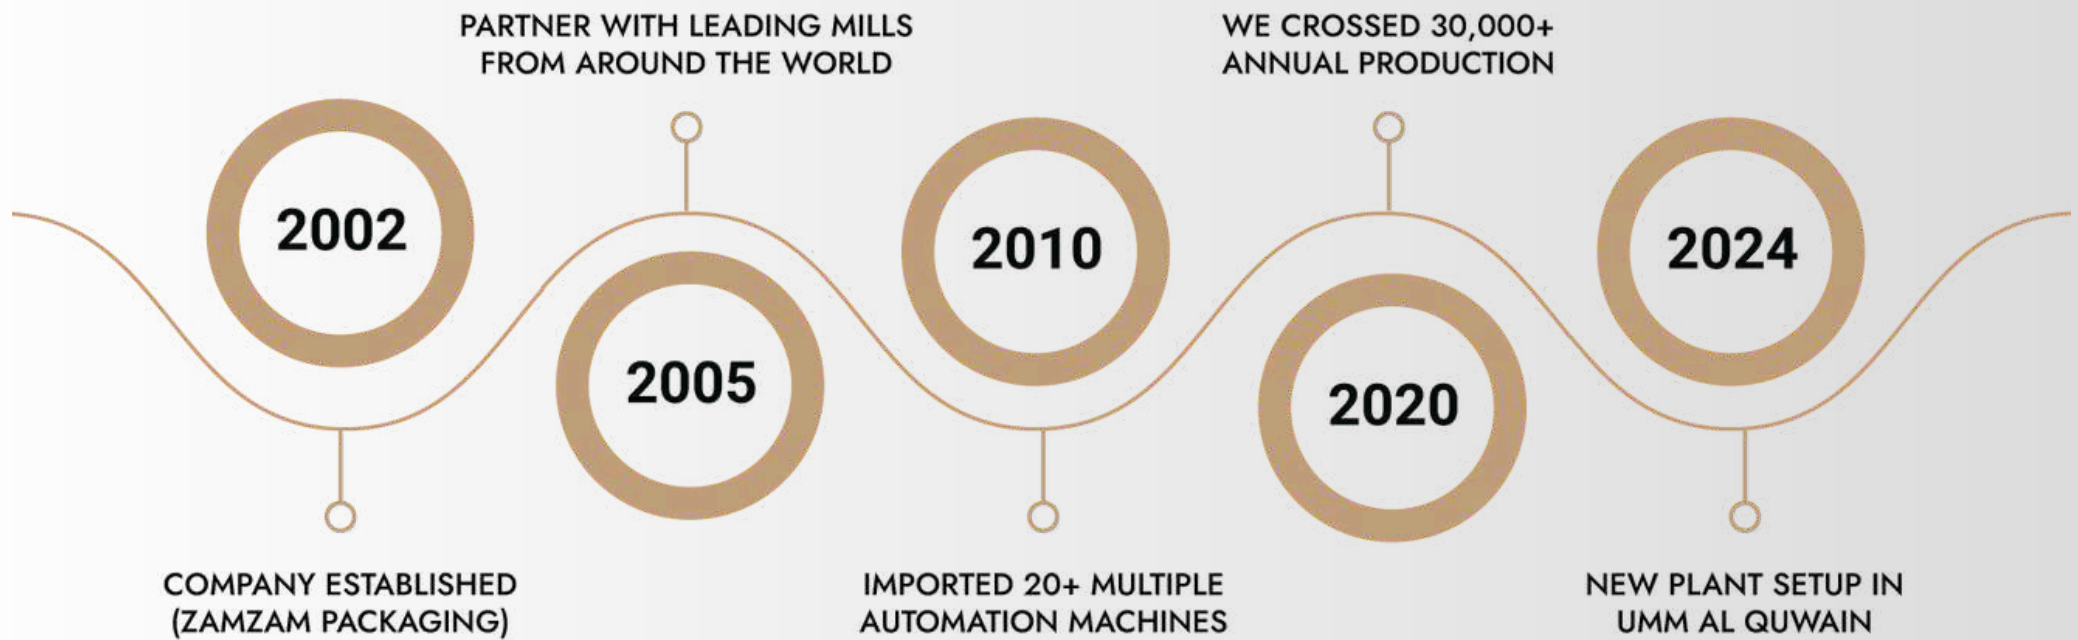 PARTNER WITH LEADING MILLS
FROM AROUND THE WORLD
WE CROSSED 30,000+
ANNUAL PRODUCTION
2002
2005
2010
2020
2024
COMPANY ESTABLISHED
(ZAMZAM PACKAGING)
IMPORTED 20+ MULTIPLE
AUTOMATION MACHINES
NEW PLANT SETUP IN
UMM AL QUWAIN